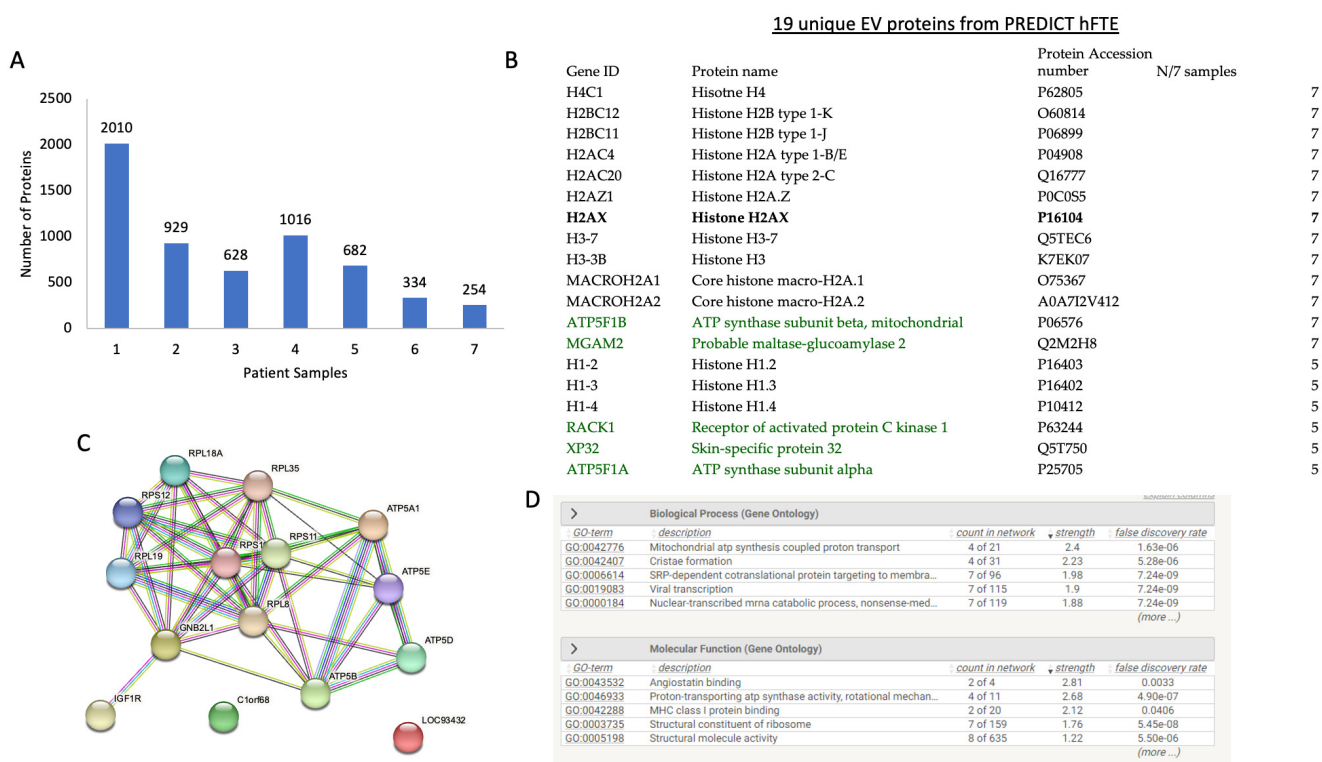 19 unique EV proteins from PREDICT hFTE
A
2500
2000
1500
1000
500
0
Number of Proteins
2010
929
628
1016
682
334
254
1 2 3 4 5 6 7
Patient Samples
B
Gene ID Protein name Protein Accession number N/7 samples
H4C1 Hisotne H4 P62805 7
H2BC12 Histone H2B type 1-K O60814 7
H2BC11 Histone H2B type 1-J P06899 7
H2AC4 Histone H2A type 1-B/E P04908 7
H2AC20 Histone H2A type 2-C Q16777 7
H2AZ1 Histone H2A.Z P0C0S5 7
H2AX Histone H2AX P16104 7
H3-7 Histone H3-7 Q5TEC6 7
H3-3B Histone H3 K7EK07 7
MACROH2A1 Core histone macro-H2A.1 O75367 7
MACROH2A2 Core histone macro-H2A.2 A0A7I2V412 7
ATP5F1B ATP synthase subunit beta, mitochondrial P06576 7
MGAM2 Probable maltase-glucoamylase 2 Q2M2H8 7
H1-2 Histone H1.2 P16403 5
H1-3 Histone H1.3 P16402 5
H1-4 Histone H1.4 P10412 5
RACK1 Receptor of activated protein C kinase 1 P63244 5
XP32 Skin-specific protein 32 Q5T750 5
ATP5F1A ATP synthase subunit alpha P25705 5
C
RPL18A
RPL35
RPS12
ATP5A1
RPS11
RPS1
RPL19
ATP5E
RPL8
GNB2L1
ATP5D
ATP5B
IGF1R
C1orf68
LOC93432
D
Biological Process (Gene Ontology)
GO-term description count in network strength false discovery rate
GO:0042776 Mitochondrial atp synthesis coupled proton transport 4 of 21 2.4 1.63e-06
GO:0042407 Cristae formation 4 of 31 2.23 5.28e-06
GO:0006614 SRP-dependent cotranslational protein targeting to membra... 7 of 96 1.98 7.24e-09
GO:0019083 Viral transcription 7 of 115 1.9 7.24e-09
GO:0000184 Nuclear-transcribed mrna catabolic process, nonsense-med... 7 of 119 1.88 7.24e-09
(more ...)
Molecular Function (Gene Ontology)
GO-term description count in network strength false discovery rate
GO:0043532 Angiostatin binding 2 of 4 2.81 0.0033
GO:0046933 Proton-transporting atp synthase activity, rotational mechan... 4 of 11 2.68 4.90e-07
GO:0042288 MHC class I protein binding 2 of 20 2.12 0.0406
GO:0003735 Structural constituent of ribosome 7 of 159 1.76 5.45e-08
GO:0005198 Structural molecule activity 8 of 635 1.22 5.50e-06
(more ...)